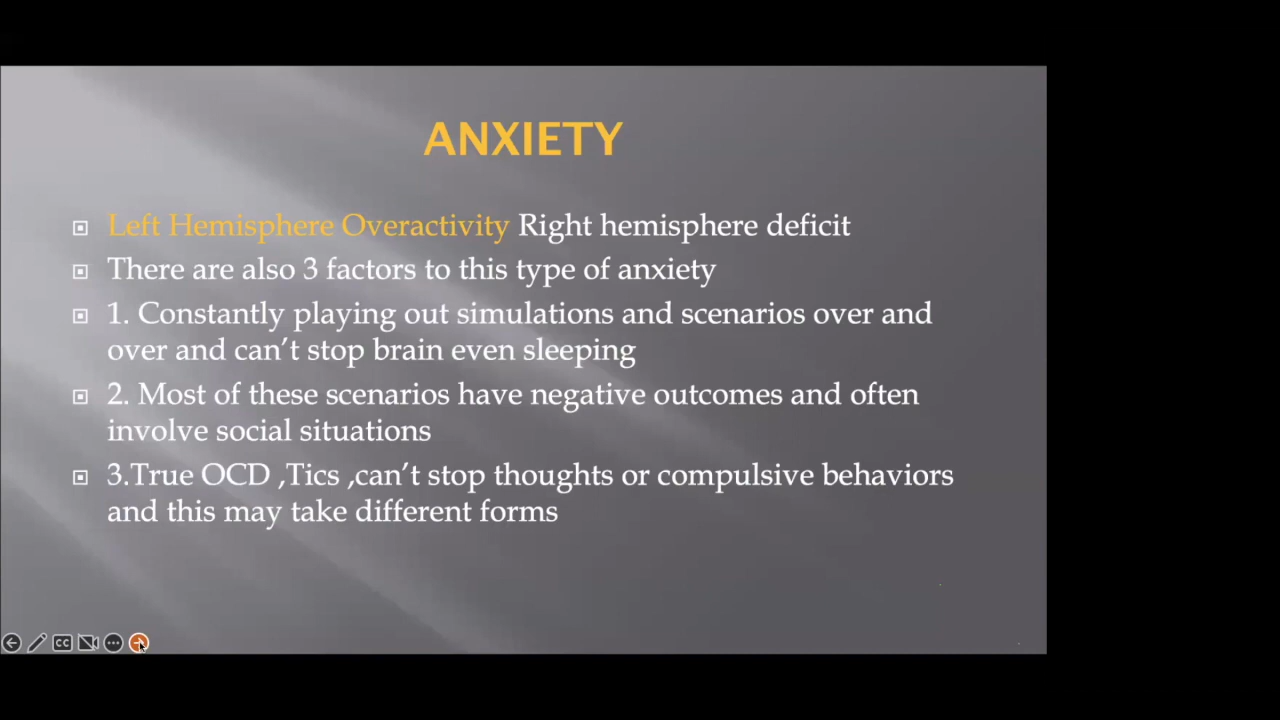 ANXIETY
Left Hemisphere Overactivity Right hemisphere deficit
There are also 3 factors to this type of anxiety
1. Constantly playing out simulations and scenarios over and
over and can’t stop brain even sleeping
2. Most of these scenarios have negative outcomes and often
involve social situations
3.True OCD ,Tics ,can’t stop thoughts or compulsive behaviors
and this may take different forms
CC